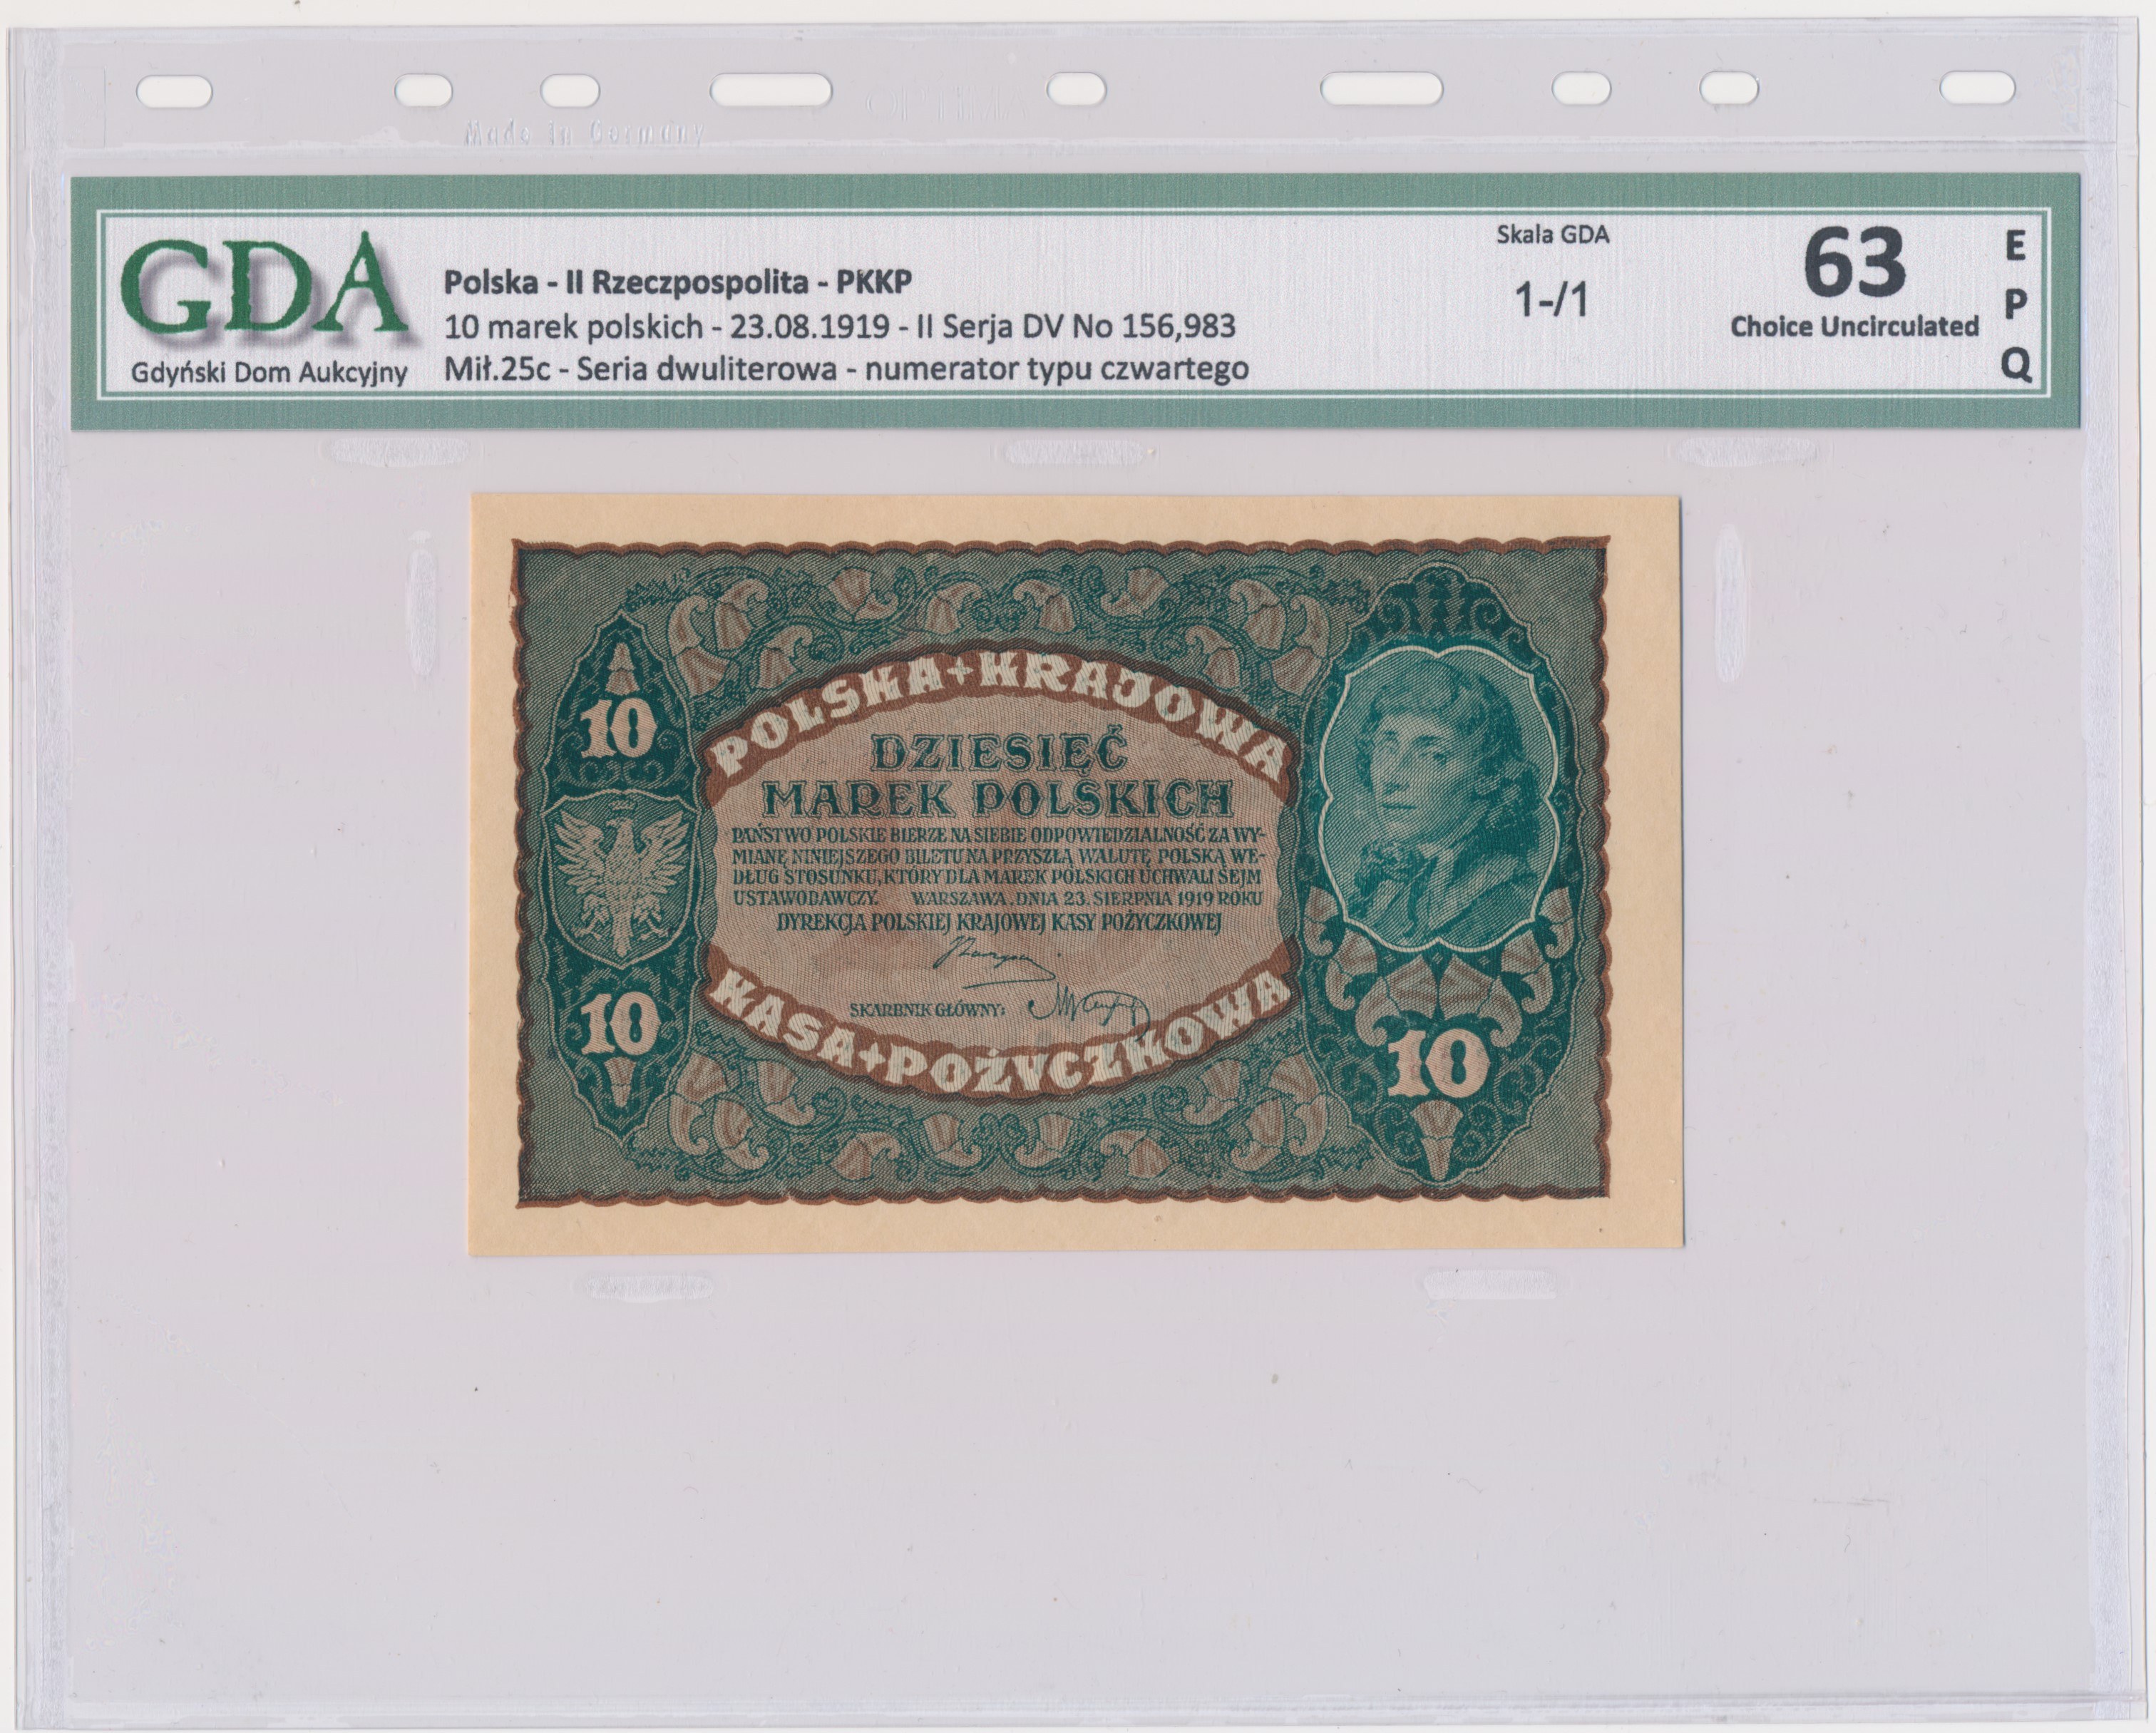 Made in Germany
GDA
Gdyński Dom Aukcyjny
Polska - II Rzeczpospolita - PKKP
10 marek polskich - 23.08.1919 - II Serja DV No 156,983
Mił.25c - Seria dwuliterowa - numerator typu czwartego
Skala GDA
1-/1
63
Choice Uncirculated
E
P
Q
POLSKA+KRAJOWA
10
DZIESIĘĆ
MAREK POLSKICH
PAŃSTWO POLSKIE BIERZE NA SIEBIE ODPOWIEDZIALNOŚĆ ZA WY-
MIANĘ NINIEJSZEGO BILETU NA PRZYSZŁĄ WALUTĘ POLSKĄ WE-
DŁUG STOSUNKU, KTÓRY DLA MAREK POLSKICH UCHWALI SEJM
USTAWODAWCZY. WARSZAWA, DNIA 23. SIERPNIA 1919 ROKU
DYREKCJA POLSKIEJ KRAJOWEJ KASY POŻYCZKOWEJ
SKARBNIK GŁÓWNY:
10
10
KASA+POŻYCZKOWA